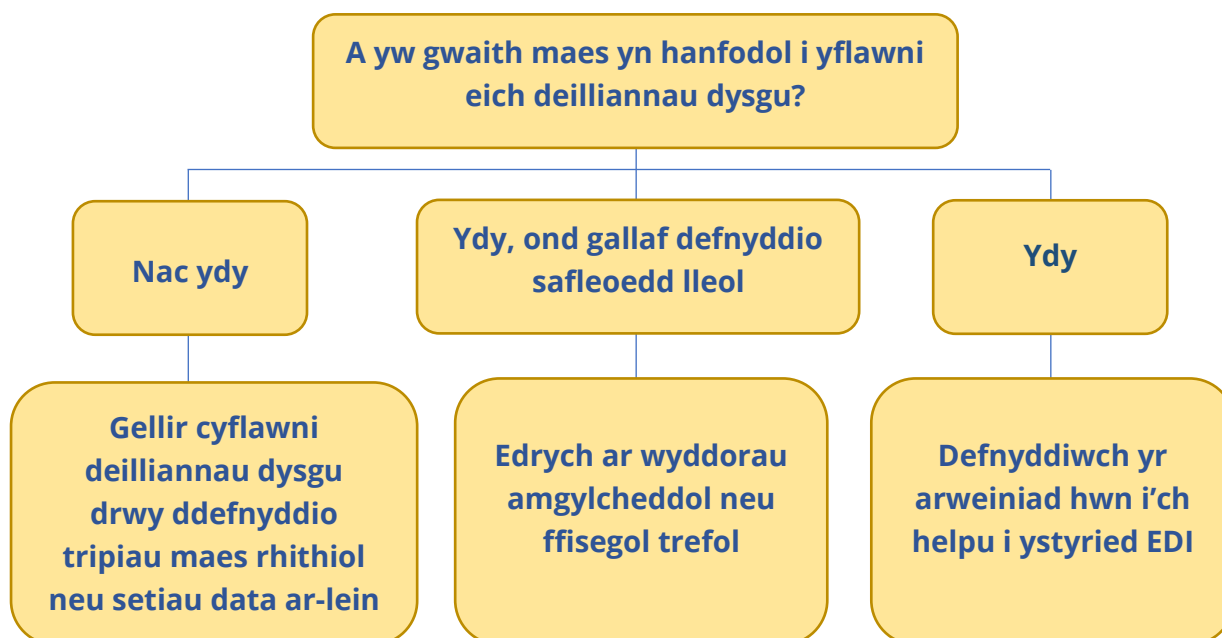 A yw gwaith maes yn hanfodol i yflawni
eich deilliannau dysgu?
Nac ydy
Ydy, ond gallaf defnyddio
safleoedd lleol
Ydy
Gellir cyflawni
deilliannau dysgu
drwy ddefnyddio
tripiau maes rhithiol
neu setiau data ar-lein
Edrych ar wyddorau
amgylcheddol neu
ffisegol trefol
Defnyddiwch yr
arweiniad hwn i’ch
helpu i ystyried EDI